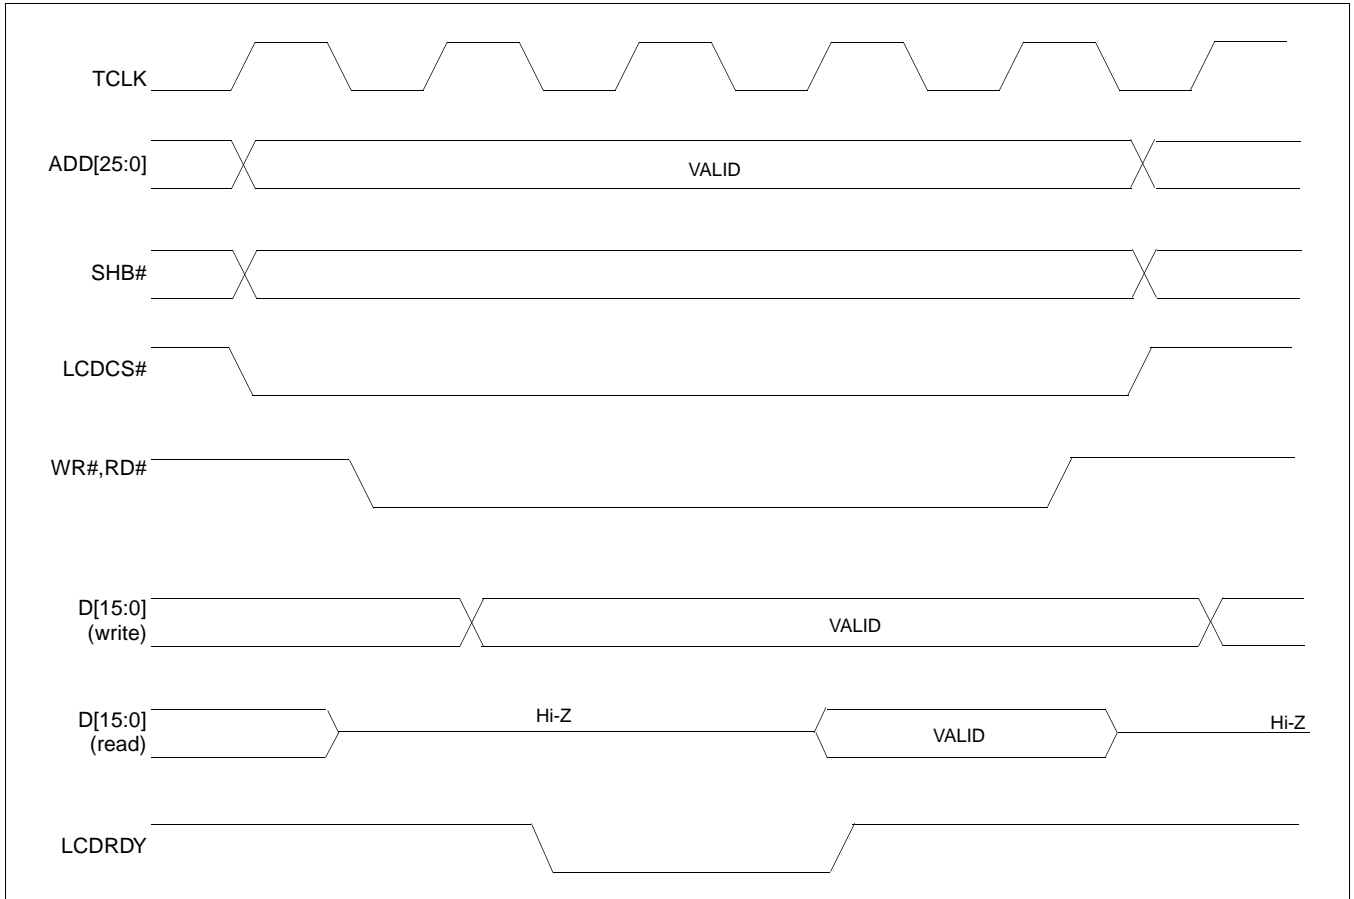 TCLK
ADD[25:0]
VALID
SHB#
LCDCS#
WR#,RD#
D[15:0]
(write)
VALID
D[15:0]
(read)
Hi-Z
VALID
Hi-Z
LCDRDY